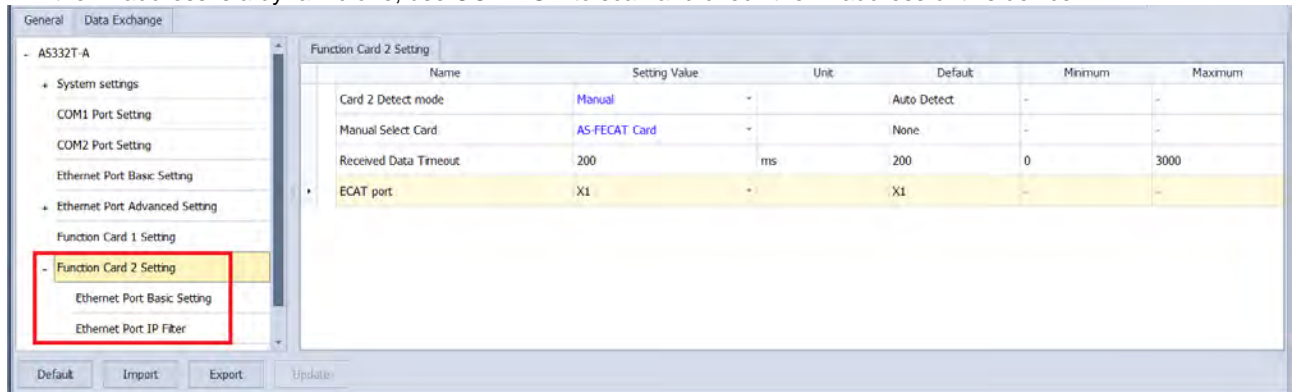 General Data Exchange
- AS332T-A
+ System settings
COM1 Port Setting
COM2 Port Setting
Ethernet Port Basic Setting
+ Ethernet Port Advanced Setting
Function Card 1 Setting
- Function Card 2 Setting
Ethernet Port Basic Setting
Ethernet Port IP Filter
Function Card 2 Setting
Name Setting Value Unit Default Minimum Maximum
Card 2 Detect mode Manual Auto Detect - -
Manual Select Card AS-FECAT Card None - -
Received Data Timeout 200 ms 200 0 3000
ECAT port X1 X1 - -
Default Import Export Update